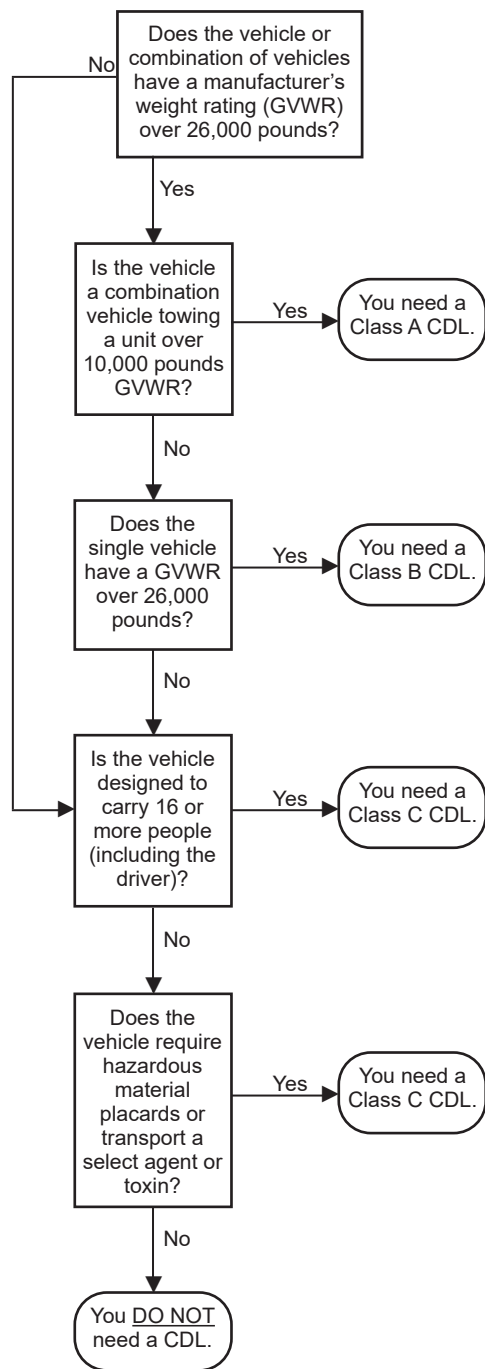 Does the vehicle or
combination of vehicles
have a manufacturer’s
weight rating (GVWR)
over 26,000 pounds?
No
Yes
Is the vehicle
a combination
vehicle towing
a unit over
10,000 pounds
GVWR?
Yes
You need a
Class A CDL.
No
Does the
single vehicle
have a GVWR
over 26,000
pounds?
Yes
You need a
Class B CDL.
No
Is the vehicle
designed to
carry 16 or
more people
(including the
driver)?
Yes
You need a
Class C CDL.
No
Does the
vehicle require
hazardous
material
placards or
transport a
select agent or
toxin?
Yes
You need a
Class C CDL.
No
You DO NOT
need a CDL.